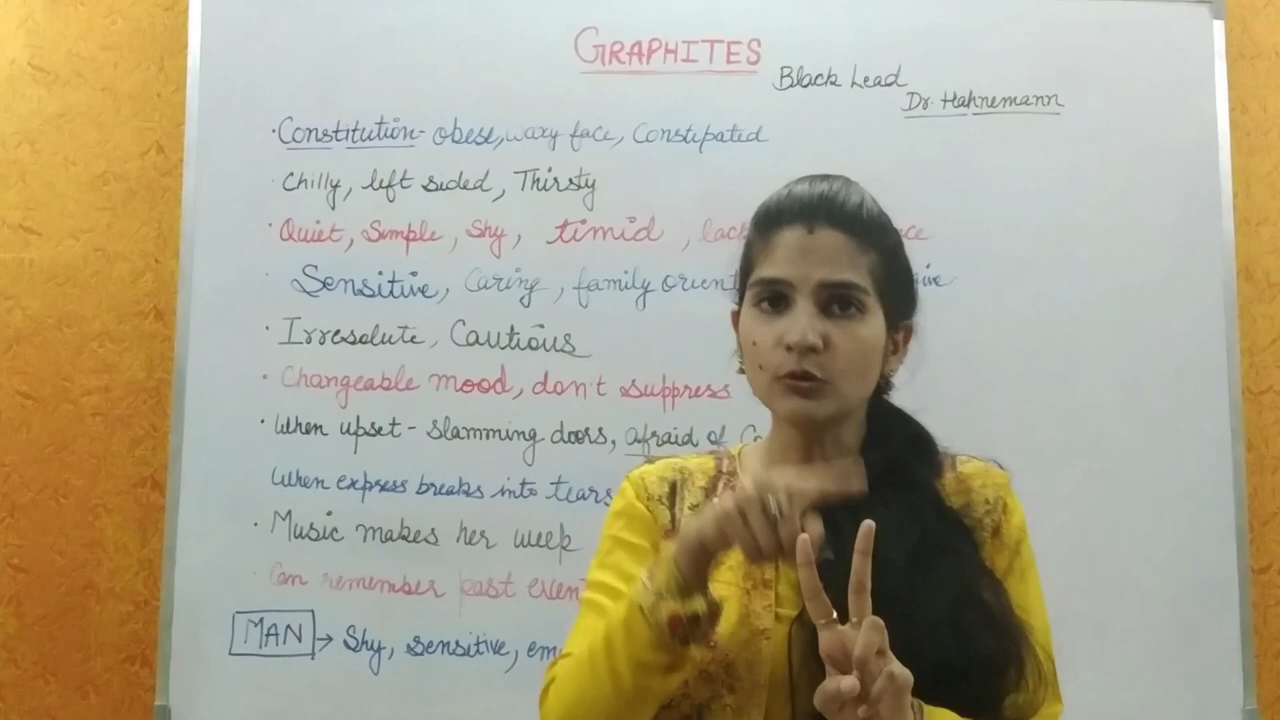 GRAPHITES
Black Lead
Dr. Hahnemann
· Constitution - obese, waxy face, Constipated
· Chilly, left sided, Thirsty
· Quiet, Simple, Shy, timid, lack
· Sensitive, Caring, family orient
· Irresolute, Cautious
· Changeable mood, don't suppress
· When upset - slamming doors, afraid of
When express breaks into tears
· Music makes her weep
· Can remember past even
MAN → Shy, sensitive, em